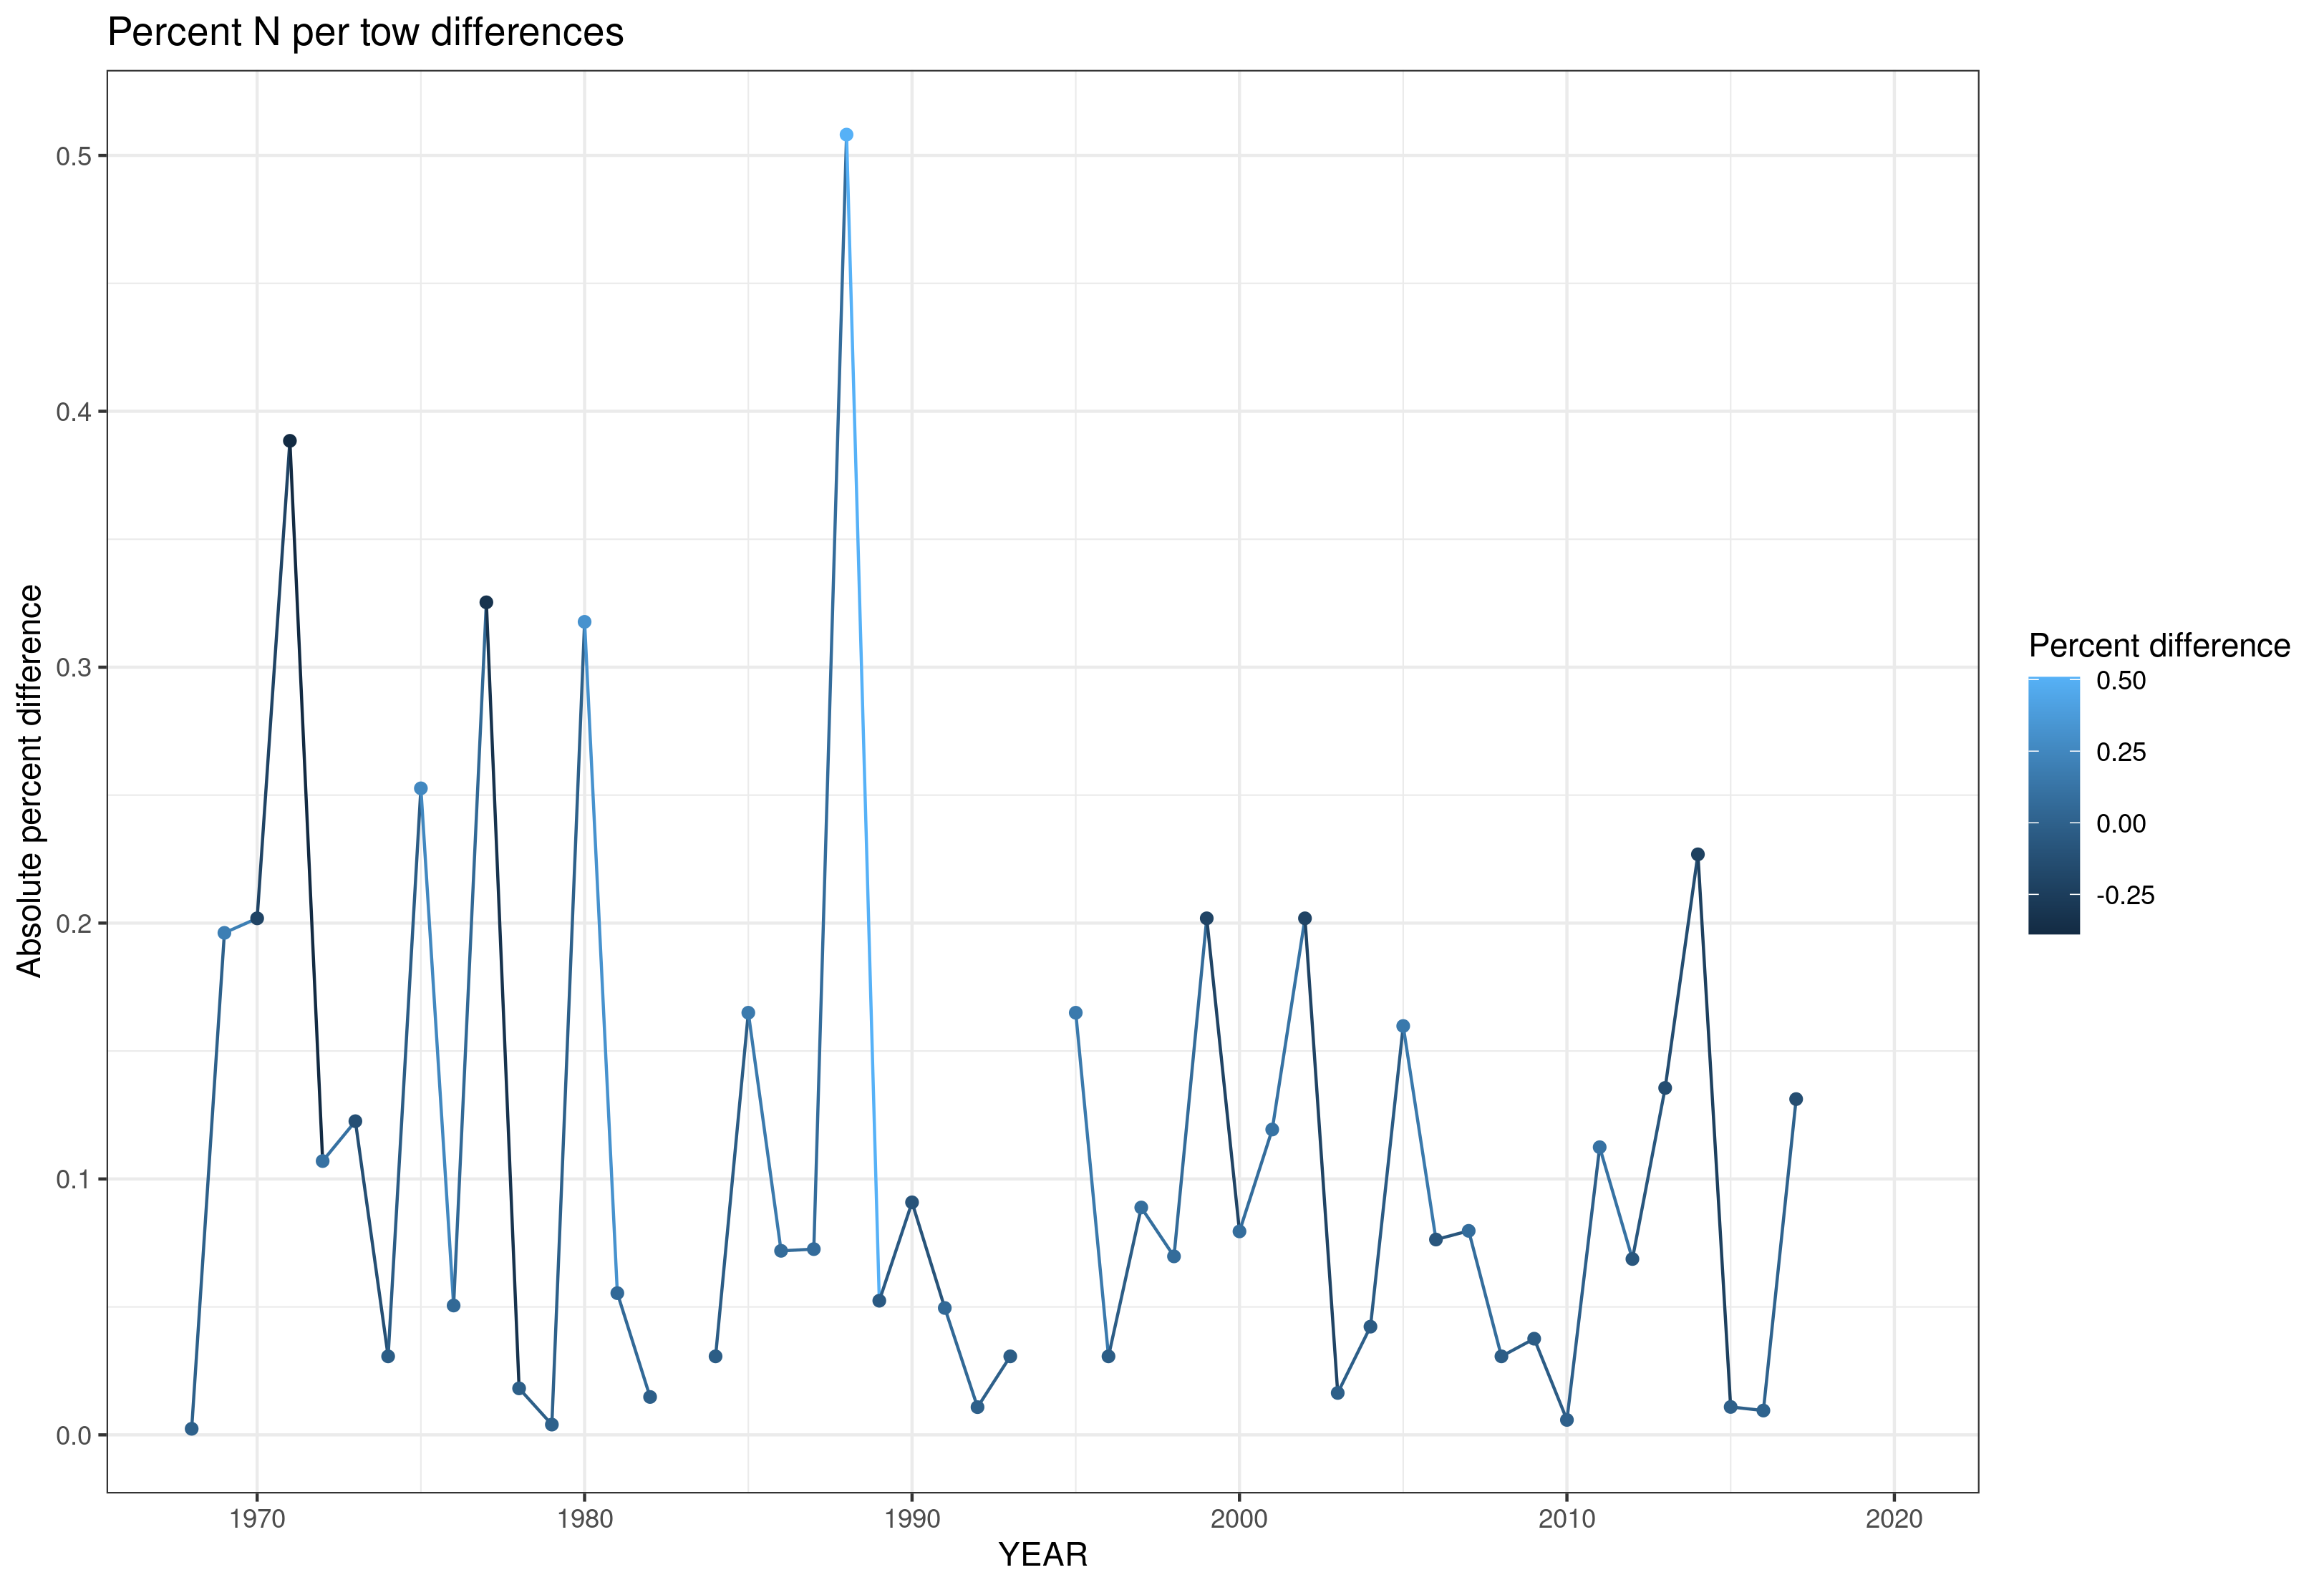 Percent N per tow differences
0.5
0.4
0.3
0.2
0.1
0.0
Absolute percent difference
1970 1980 1990 2000 2010 2020
YEAR
Percent difference
0.50
0.25
0.00
-0.25